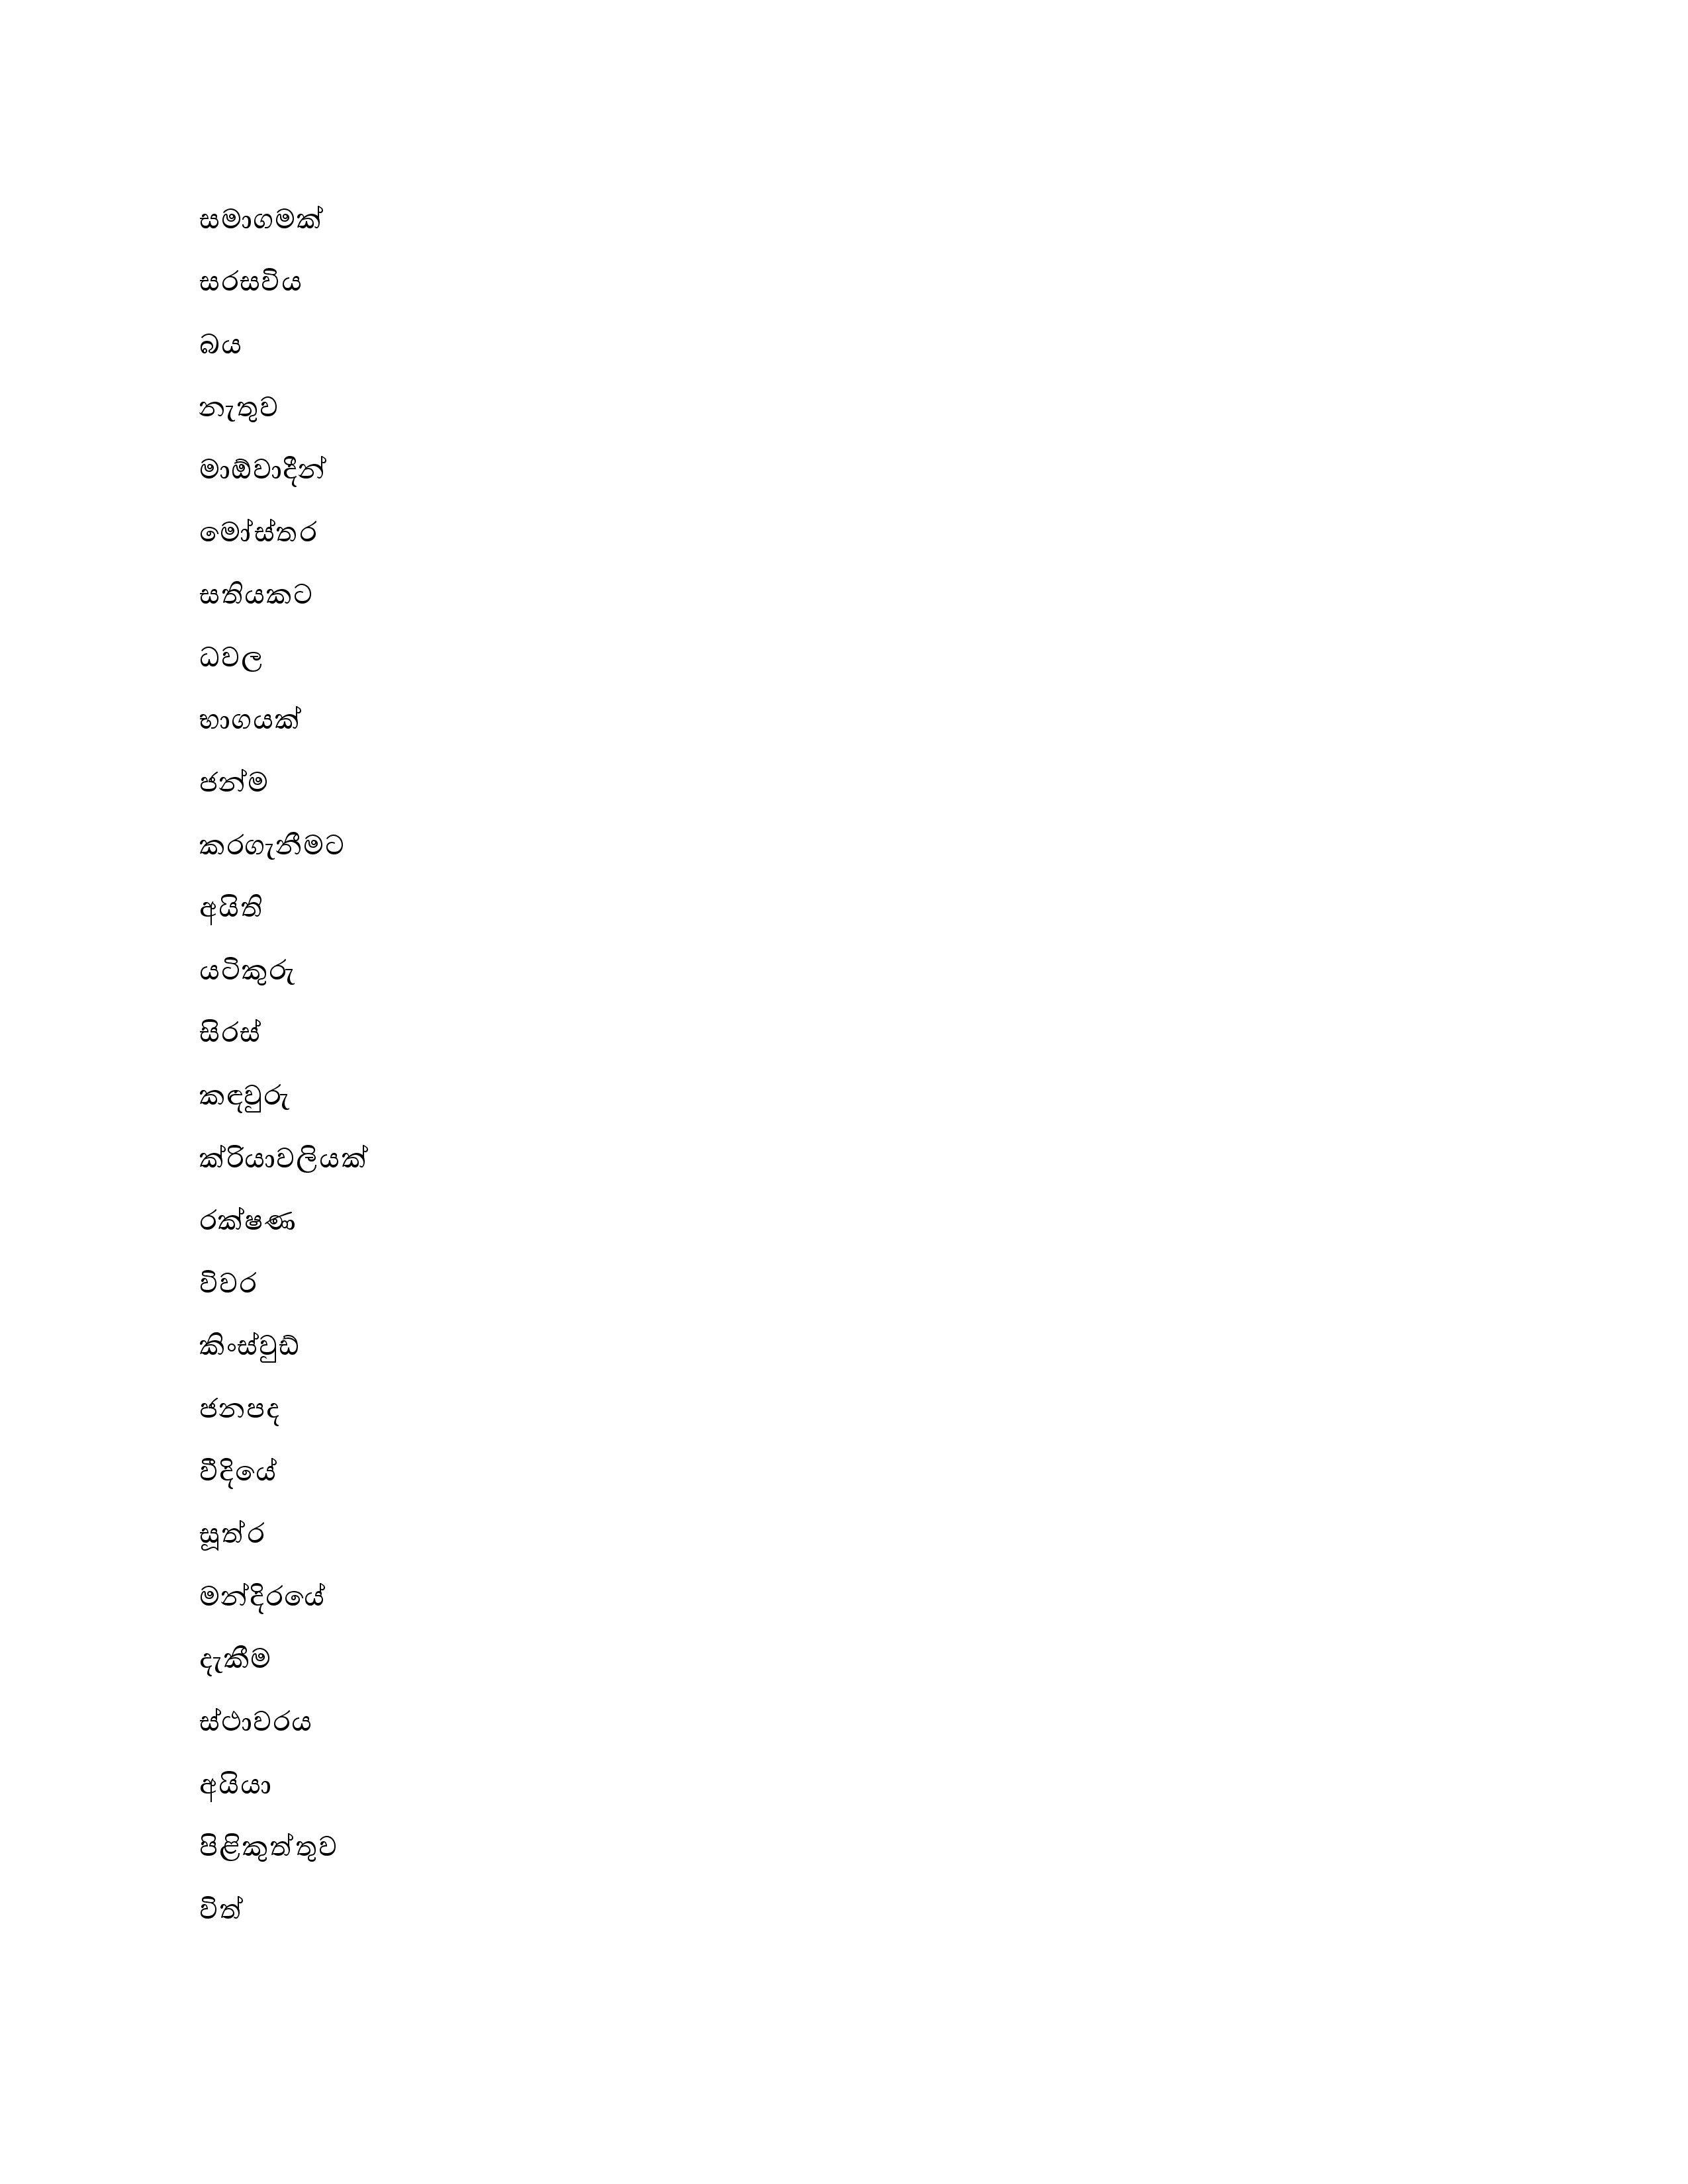 සමාගමක්
සරසවිය
බය
නැතුව
මාඕවාදීන්
මෝස්තර
සතියකට
ධවල
භාගයක්
ජන්ම
කරගැනීමට
අයිති
යටිකුරු
සිරස්
කඳවුරු
ක්රියාවලියක්
රක්ෂණ
විවර
කිංස්වුඩ්
ජනපද
වීදියේ
සූත්ර
මන්දිරයේ
දැකීම
ස්ථාවරය
අයියා
පිළිකුත්තුව
වින්